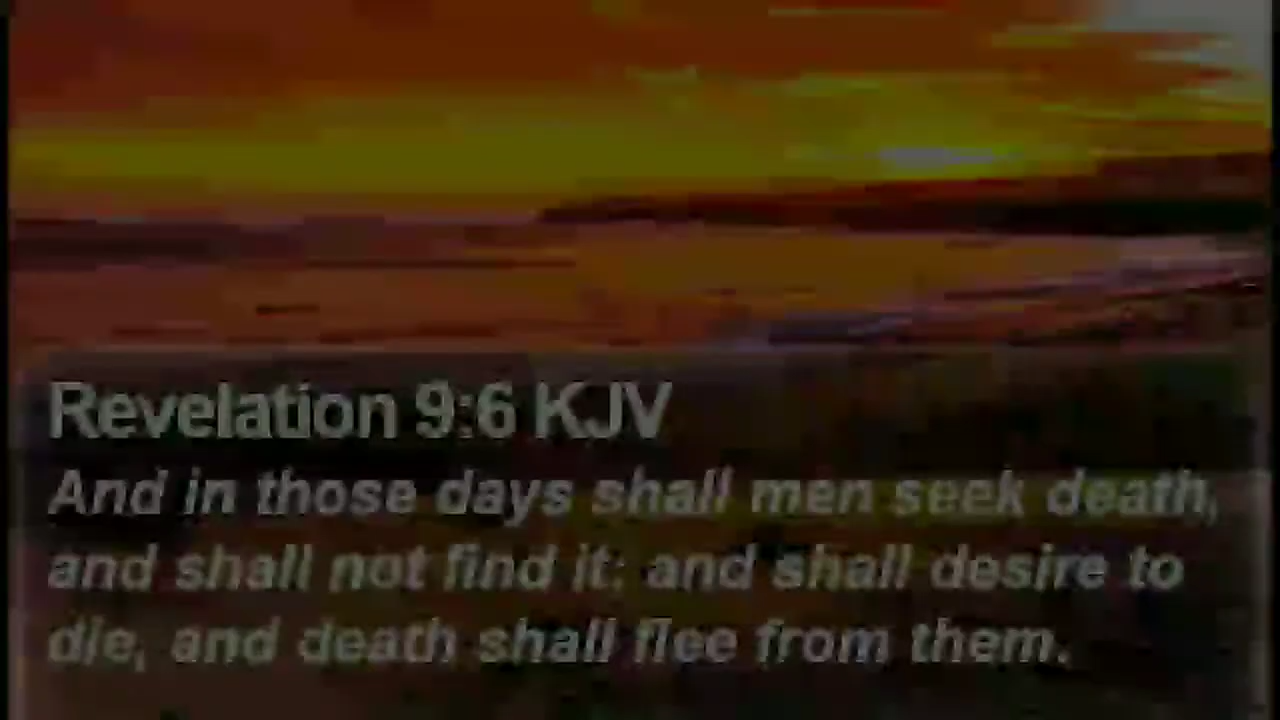 Revelation 9:6 KJV
And in those days shall men seek death,
and shall not find it; and shall desire to
die, and death shall flee from them.